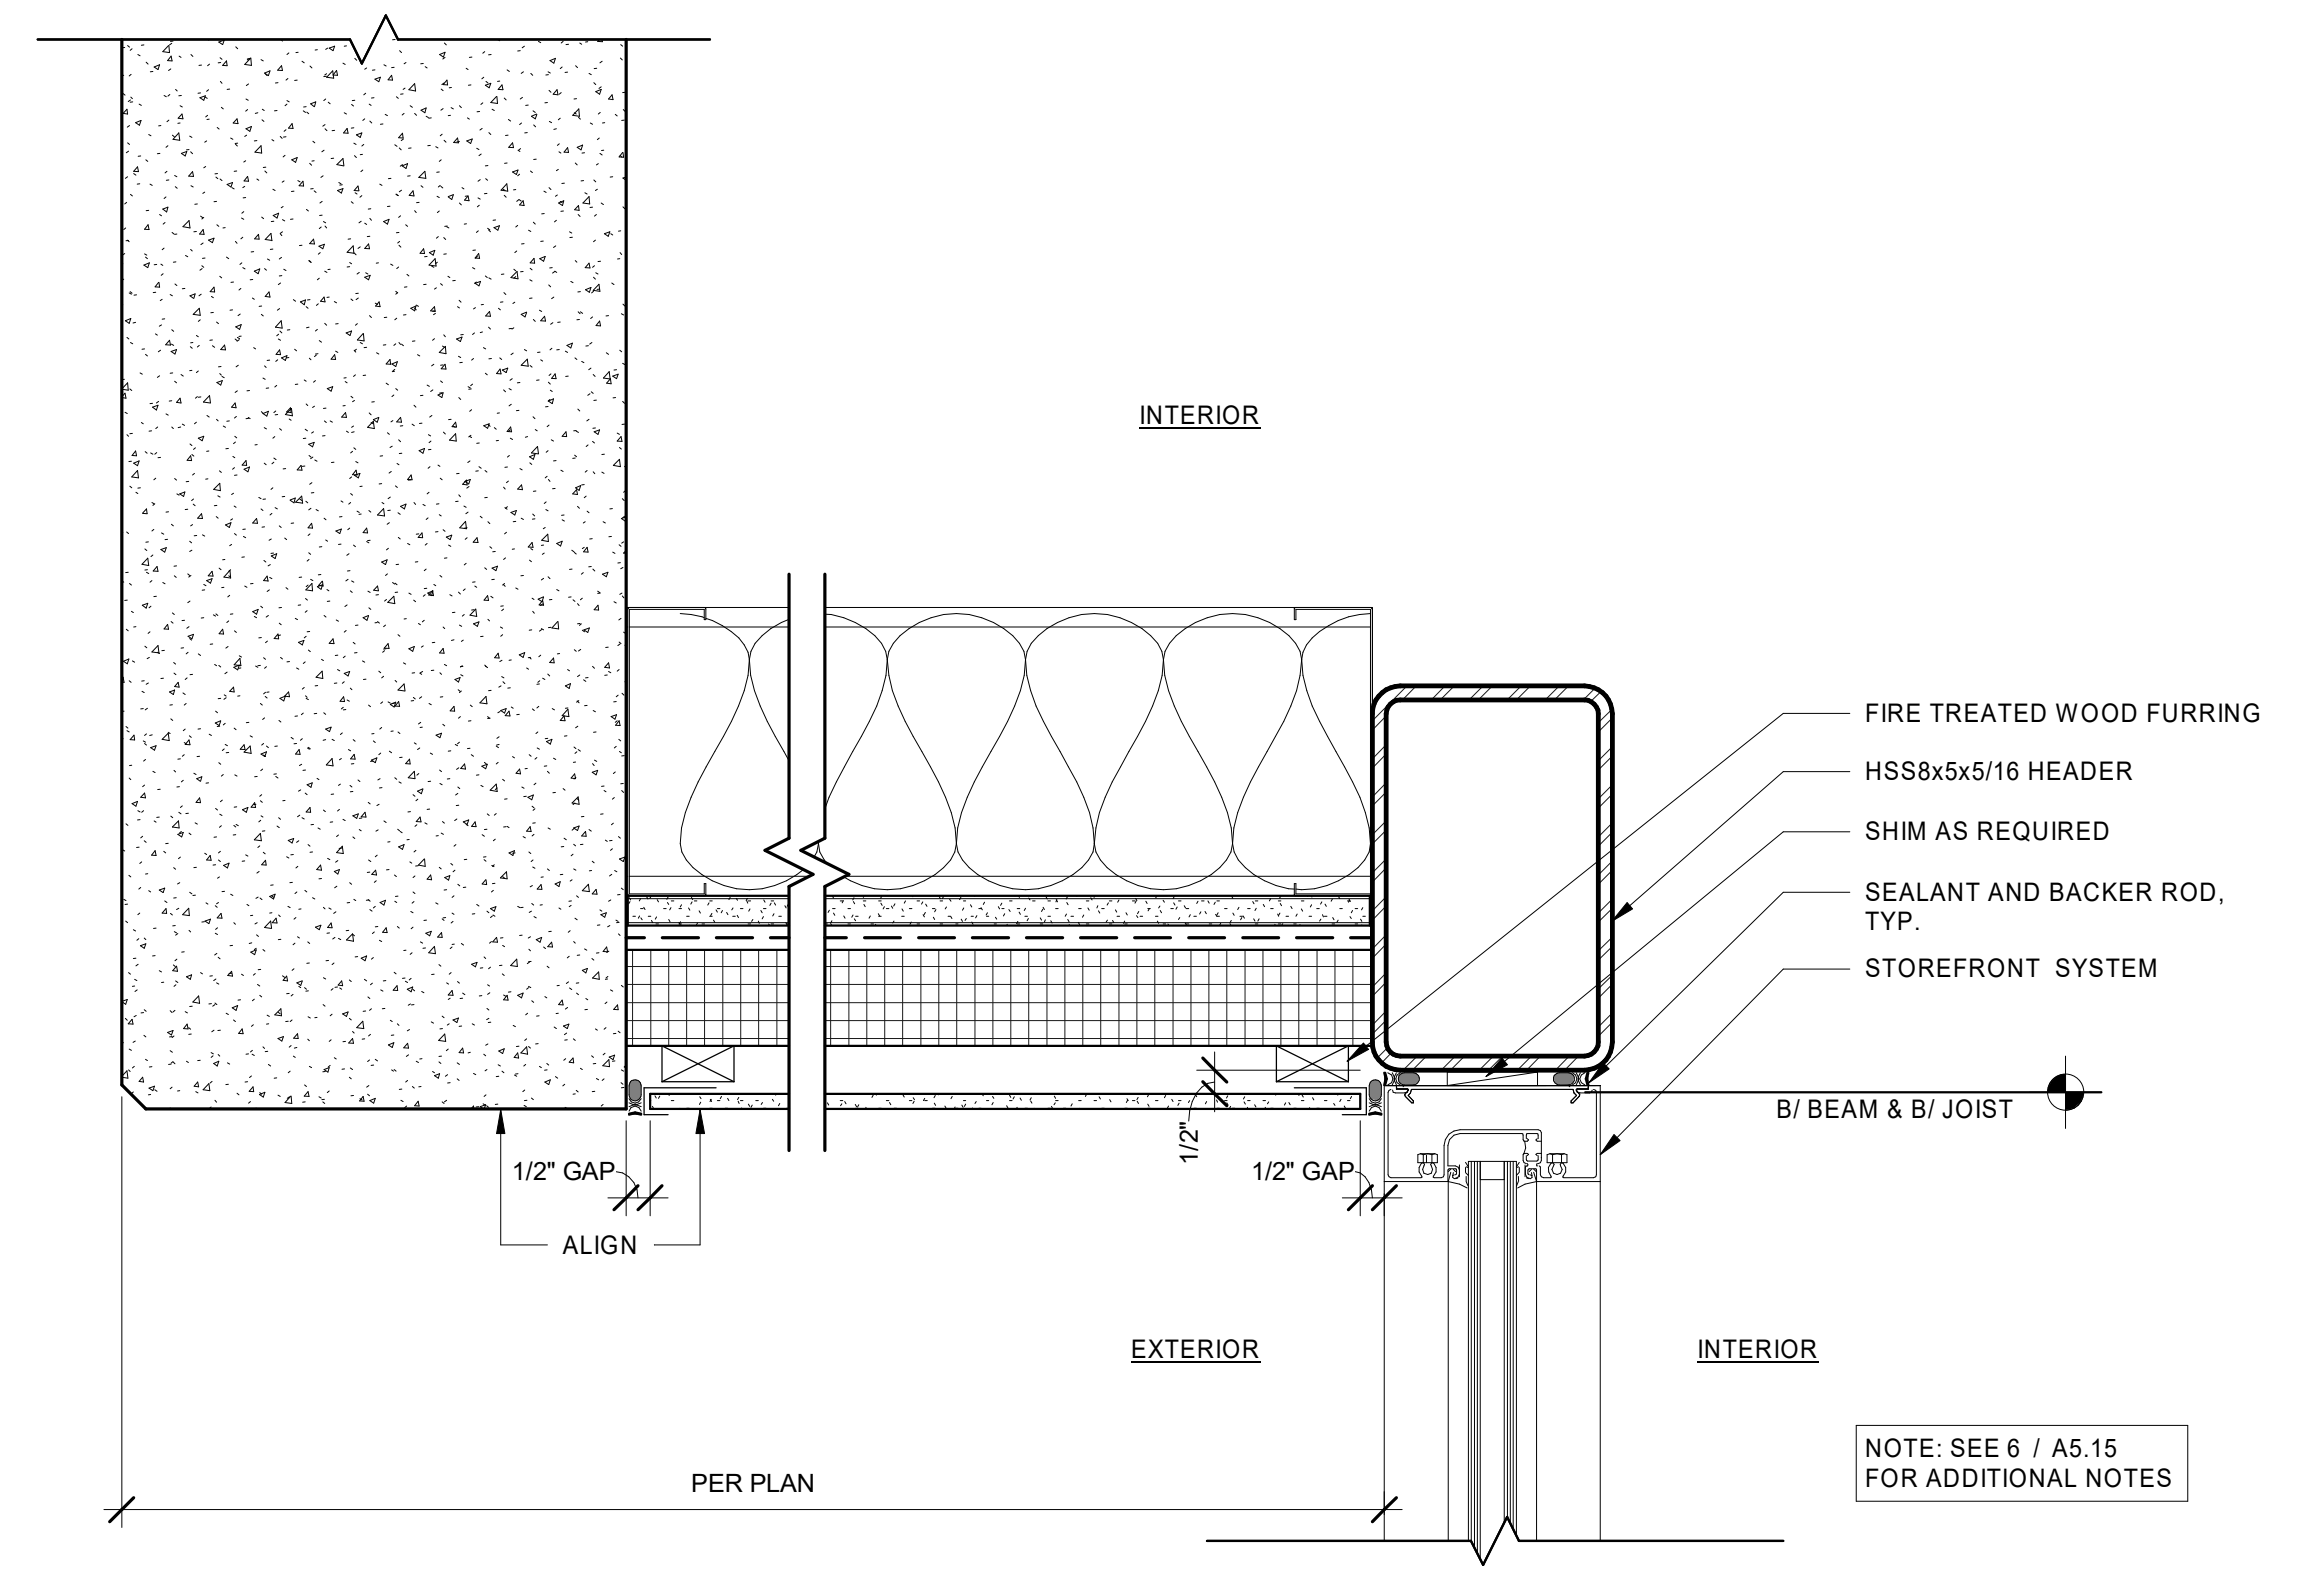 INTERIOR
FIRE TREATED WOOD FURRING
HSS8x5x5/16 HEADER
SHIM AS REQUIRED
SEALANT AND BACKER ROD,
TYP.
STOREFRONT SYSTEM
B/ BEAM & B/ JOIST
1/2"
1/2" GAP
1/2" GAP
ALIGN
EXTERIOR
INTERIOR
NOTE: SEE 6 / A5.15
FOR ADDITIONAL NOTES
PER PLAN